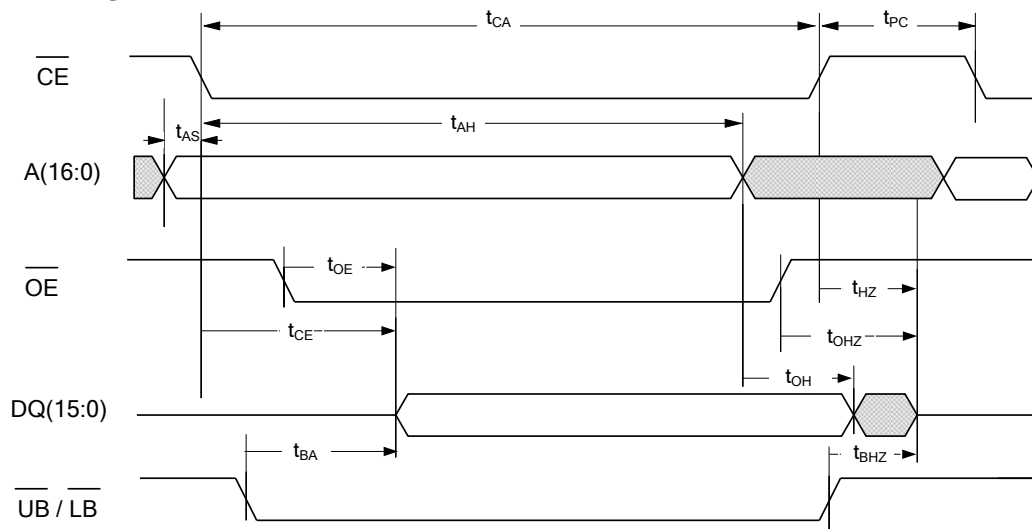 tCA
tPC
CE
tAS
tAH
A(16:0)
tOE
OE
tHZ
tCE
tOHZ
tOH
DQ(15:0)
tBA
tBHZ
UB / LB